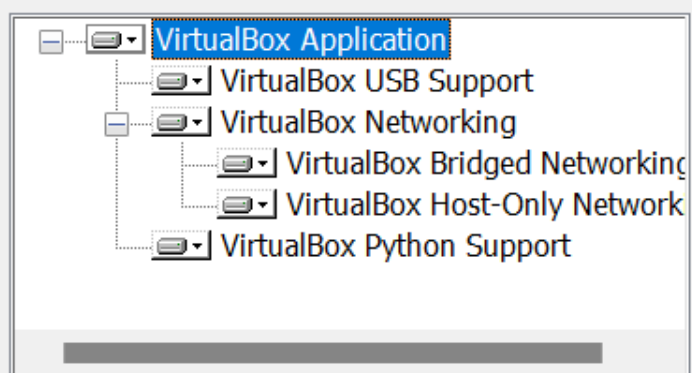 VirtualBox Application
VirtualBox USB Support
VirtualBox Networking
VirtualBox Bridged Networking
VirtualBox Host-Only Network
VirtualBox Python Support